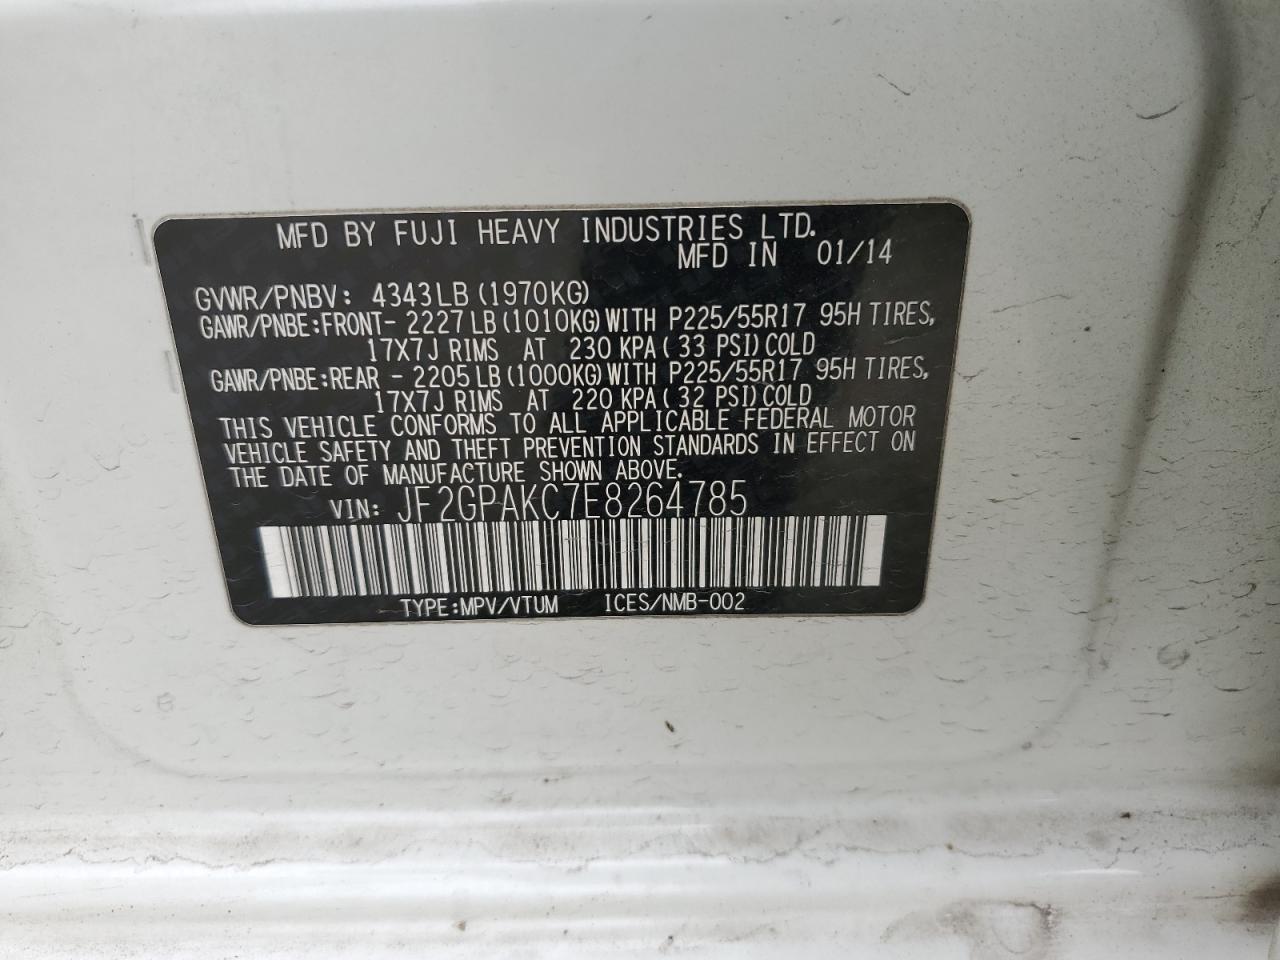 MFD BY FUJI HEAVY INDUSTRIES LTD.
MFD IN 01/14
GVWR/PNBV: 4343LB(1970KG)
GAWR/PNBE:FRONT- 2227LB(1010KG)WITH P225/55R17 95H TIRES,
17X7J RIMS AT 230 KPA(33 PSI)COLD
GAWR/PNBE:REAR - 2205LB(1000KG)WITH P225/55R17 95H TIRES,
17X7J RIMS AT 220 KPA(32 PSI)COLD
THIS VEHICLE CONFORMS TO ALL APPLICABLE FEDERAL MOTOR
VEHICLE SAFETY AND THEFT PREVENTION STANDARDS IN EFFECT ON
THE DATE OF MANUFACTURE SHOWN ABOVE.
VIN: JF2GPAKC7E8264785
TYPE:MPV/VTUM ICES/NMB-002